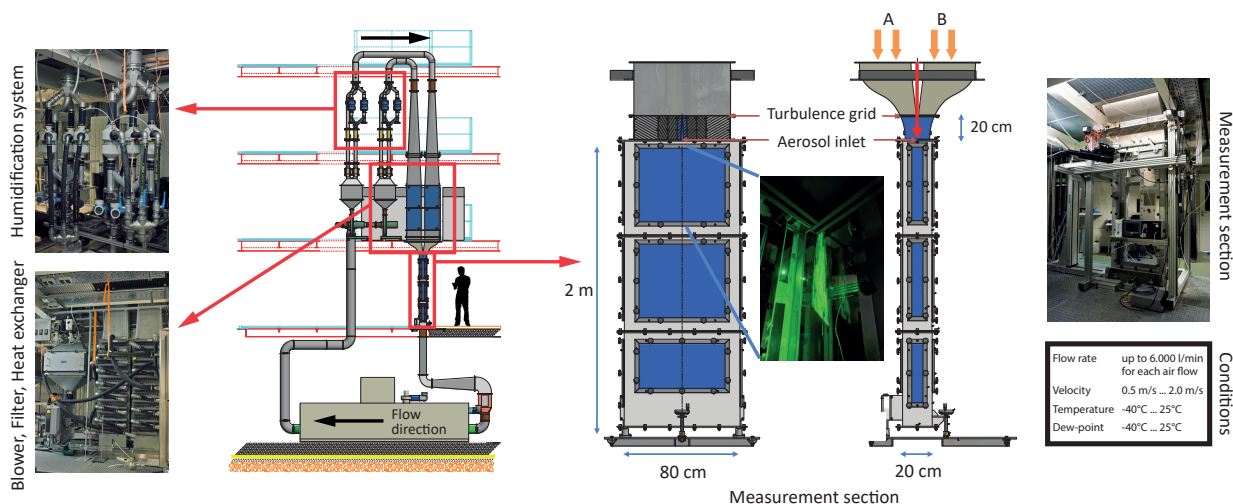 Humidification system
Blower, Filter, Heat exchanger
Flow
direction
A
B
Turbulence grid
Aerosol inlet
20 cm
2 m
80 cm
20 cm
Measurement section
Measurement section
Conditions
Flow rate up to 6.000 l/min
for each air flow
Velocity 0.5 m/s ... 2.0 m/s
Temperature -40°C ... 25°C
Dew-point -40°C ... 25°C